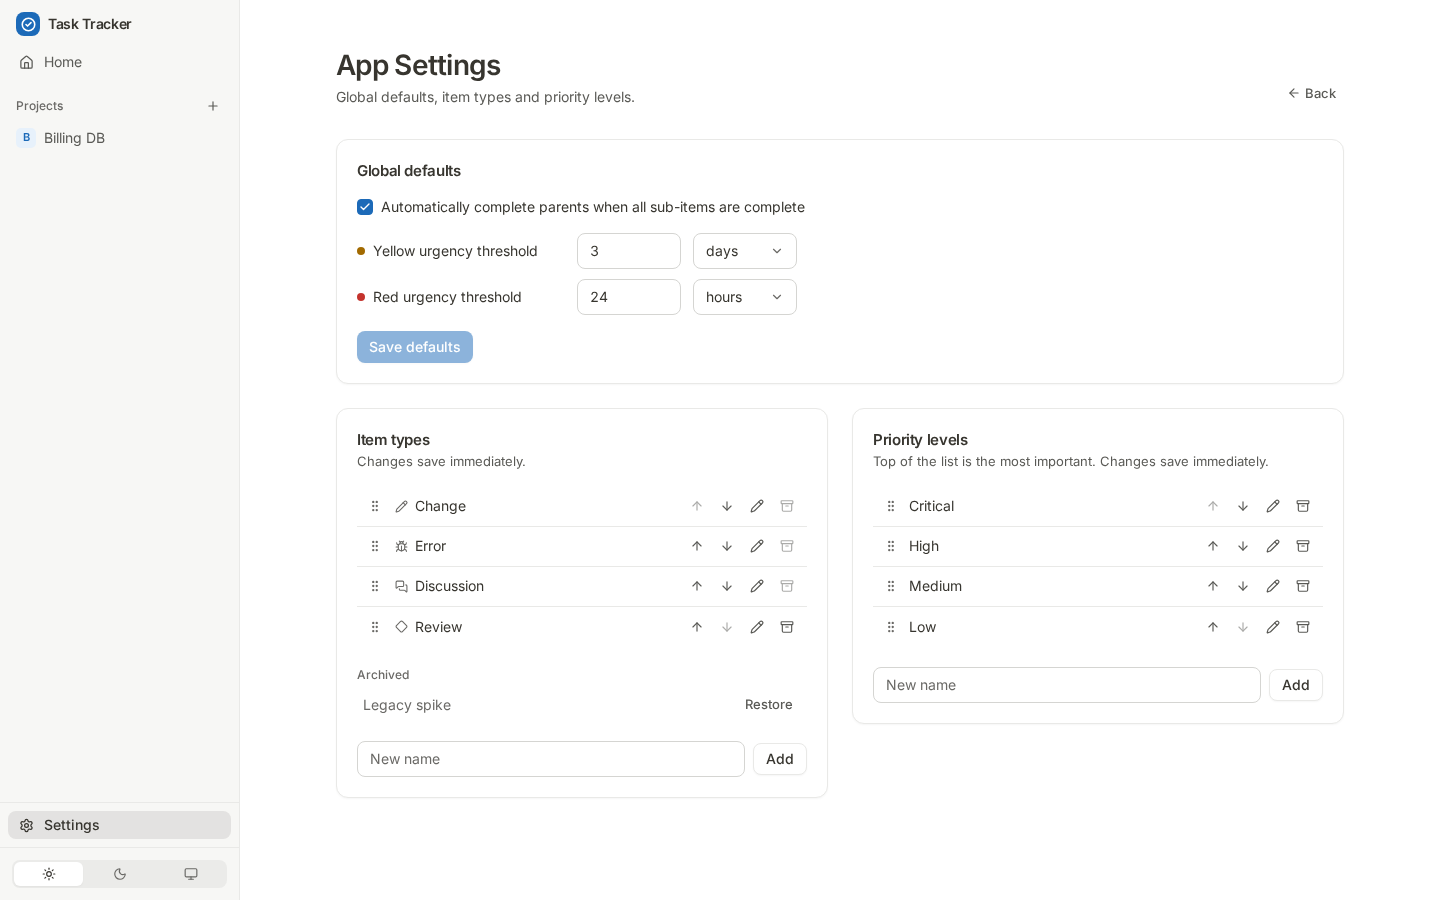 Task Tracker
Home
Projects
B Billing DB
Settings
App Settings
Global defaults, item types and priority levels.
Back
Global defaults
Automatically complete parents when all sub-items are complete
Yellow urgency threshold 3 days
Red urgency threshold 24 hours
Save defaults
Item types
Changes save immediately.
Change
Error
Discussion
Review
Archived
Legacy spike Restore
New name Add
Priority levels
Top of the list is the most important. Changes save immediately.
Critical
High
Medium
Low
New name Add